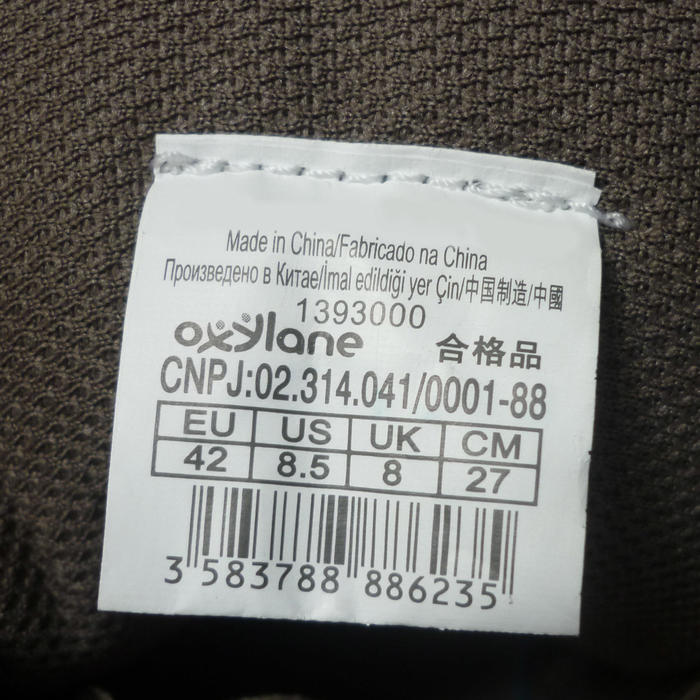 Made in China/Fabricado na China
Произведено в Китае/İmal edildiği yer Çin/中国制造/中國
1393000
oxylane 合格品
CNPJ:02.314.041/0001-88
EU US UK CM
42 8.5 8 27
3 583788 886235